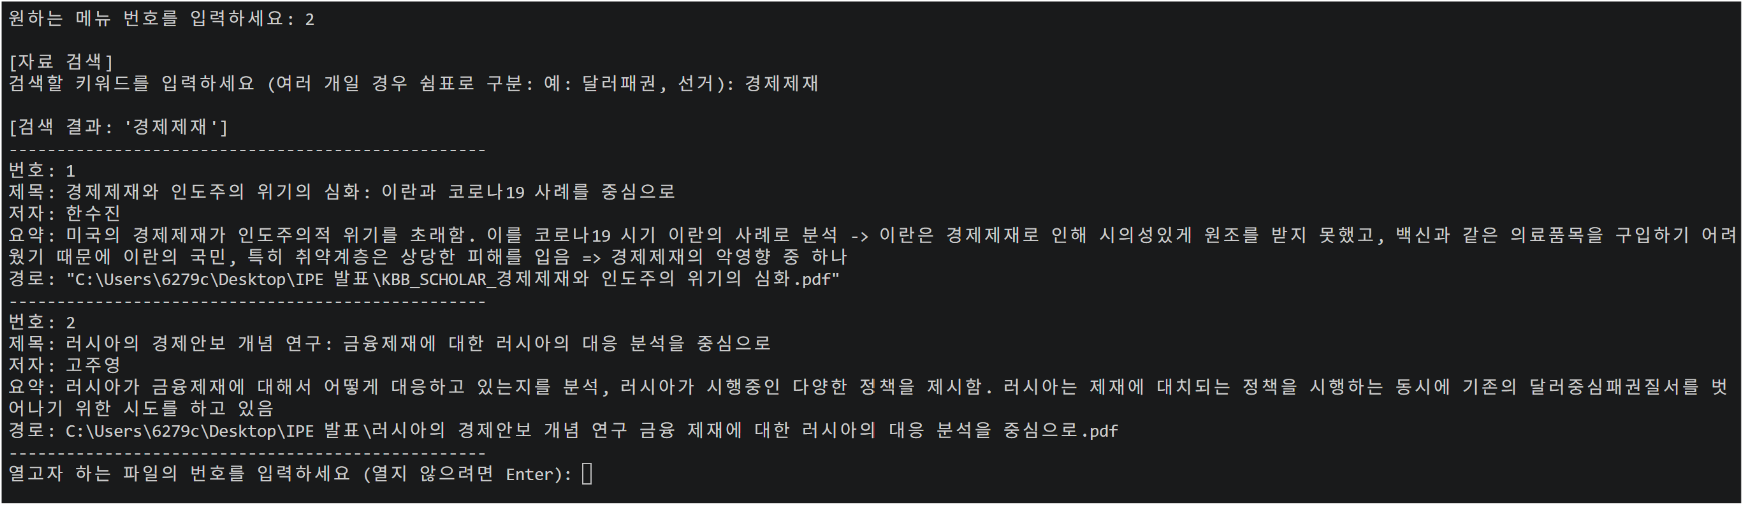 원하는 메뉴 번호를 입력하세요: 2
[자료 검색]
검색할 키워드를 입력하세요 (여러 개일 경우 쉼표로 구분: 예: 달러패권, 선거): 경제제재
[검색 결과: '경제제재']
--------------------------------------------------
번호: 1
제목: 경제제재와 인도주의 위기의 심화: 이란과 코로나19 사례를 중심으로
저자: 한수진
요약: 미국의 경제제재가 인도주의적 위기를 초래함. 이를 코로나19 시기 이란의 사례로 분석 -> 이란은 경제제재로 인해 시의성있게 원조를 받지 못했고, 백신과 같은 의료품목을 구입하기 어려
웠기 때문에 이란의 국민, 특히 취약계층은 상당한 피해를 입음 => 경제제재의 악영향 중 하나
경로: "C:\Users\6279c\Desktop\IPE 발표\KBB_SCHOLAR_경제제재와 인도주의 위기의 심화.pdf"
--------------------------------------------------
번호: 2
제목: 러시아의 경제안보 개념 연구: 금융제재에 대한 러시아의 대응 분석을 중심으로
저자: 고주영
요약: 러시아가 금융제재에 대해서 어떻게 대응하고 있는지를 분석, 러시아가 시행중인 다양한 정책을 제시함. 러시아는 제재에 대치되는 정책을 시행하는 동시에 기존의 달러중심패권질서를 벗
어나기 위한 시도를 하고 있음
경로: C:\Users\6279c\Desktop\IPE 발표\러시아의 경제안보 개념 연구 금융 제재에 대한 러시아의 대응 분석을 중심으로.pdf
--------------------------------------------------
열고자 하는 파일의 번호를 입력하세요 (열지 않으려면 Enter):